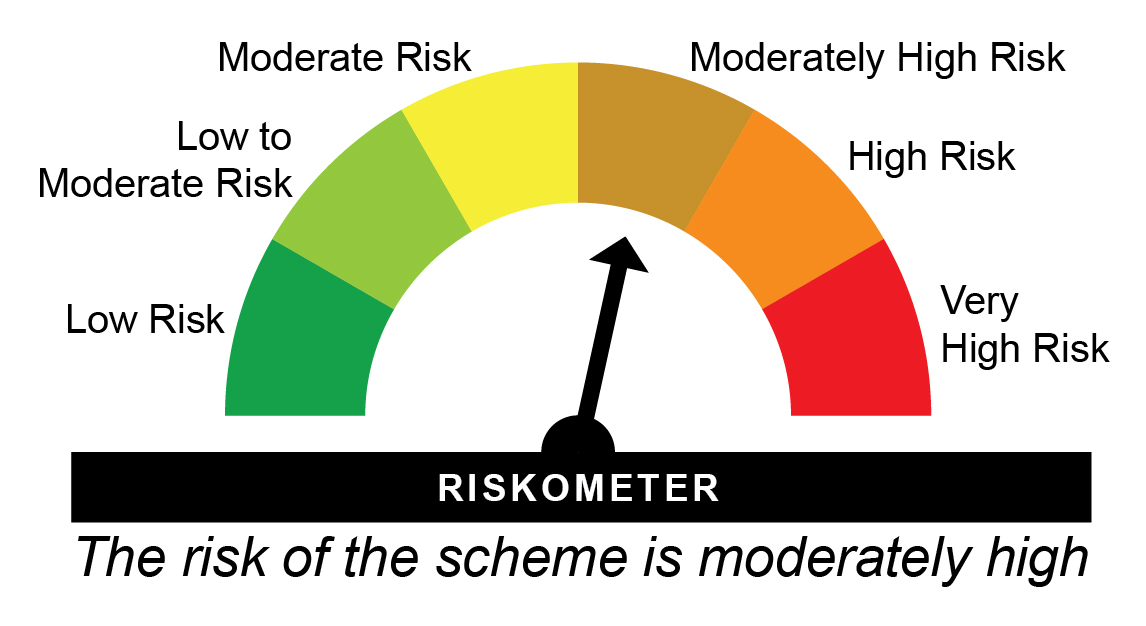 Moderate Risk
Moderately High Risk
Low to
Moderate Risk
High Risk
Low Risk
Very
High Risk
RISKOMETER
The risk of the scheme is moderately high